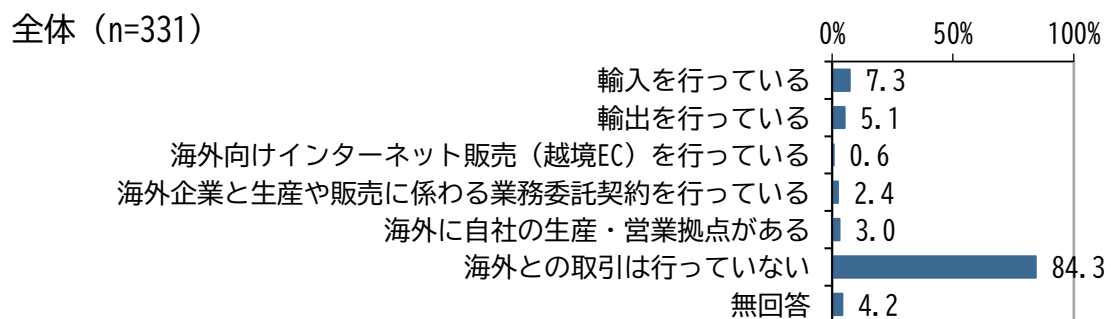 全体（n=331）
0% 50% 100%
輸入を行っている 7.3
輸出を行っている 5.1
海外向けインターネット販売（越境EC）を行っている 0.6
海外企業と生産や販売に係わる業務委託契約を行っている 2.4
海外に自社の生産・営業拠点がある 3.0
海外との取引は行っていない 84.3
無回答 4.2